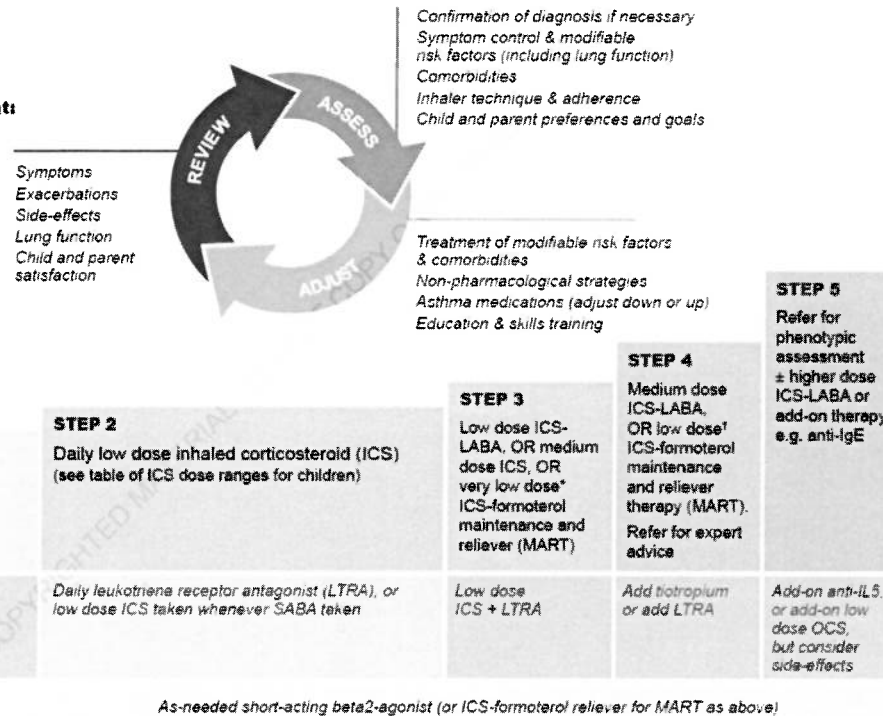 Confirmation of diagnosis if necessary
Symptom control & modifiable
risk factors (including lung function)
Comorbidities
Inhaler technique & adherence
Child and parent preferences and goals
REVIEW
ASSESS
ADJUST
Symptoms
Exacerbations
Side-effects
Lung function
Child and parent
satisfaction
Treatment of modifiable risk factors
& comorbidities
Non-pharmacological strategies
Asthma medications (adjust down or up)
Education & skills training
STEP 2
Daily low dose inhaled corticosteroid (ICS)
(see table of ICS dose ranges for children)
STEP 3
Low dose ICS-
LABA, OR medium
dose ICS, OR
very low dose*
ICS-formoterol
maintenance and
reliever (MART)
STEP 4
Medium dose
ICS-LABA,
OR low dose†
ICS-formoterol
maintenance
and reliever
therapy (MART).
Refer for expert
advice
STEP 5
Refer for
phenotypic
assessment
± higher dose
ICS-LABA or
add-on therapy
e.g. anti-IgE
Daily leukotriene receptor antagonist (LTRA), or
low dose ICS taken whenever SABA taken
Low dose
ICS + LTRA
Add tiotropium
or add LTRA
Add-on anti-IL5,
or add-on low
dose OCS,
but consider
side-effects
As-needed short-acting beta2-agonist (or ICS-formoterol reliever for MART as above)